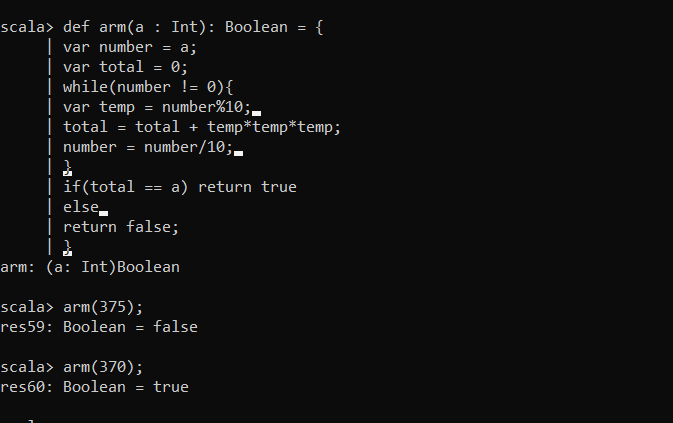 scala> def arm(a : Int): Boolean = {
| var number = a;
| var total = 0;
| while(number != 0){
| var temp = number%10;
| total = total + temp*temp*temp;
| number = number/10;
| }
| if(total == a) return true
| else
| return false;
| }
arm: (a: Int)Boolean
scala> arm(375);
res59: Boolean = false
scala> arm(370);
res60: Boolean = true